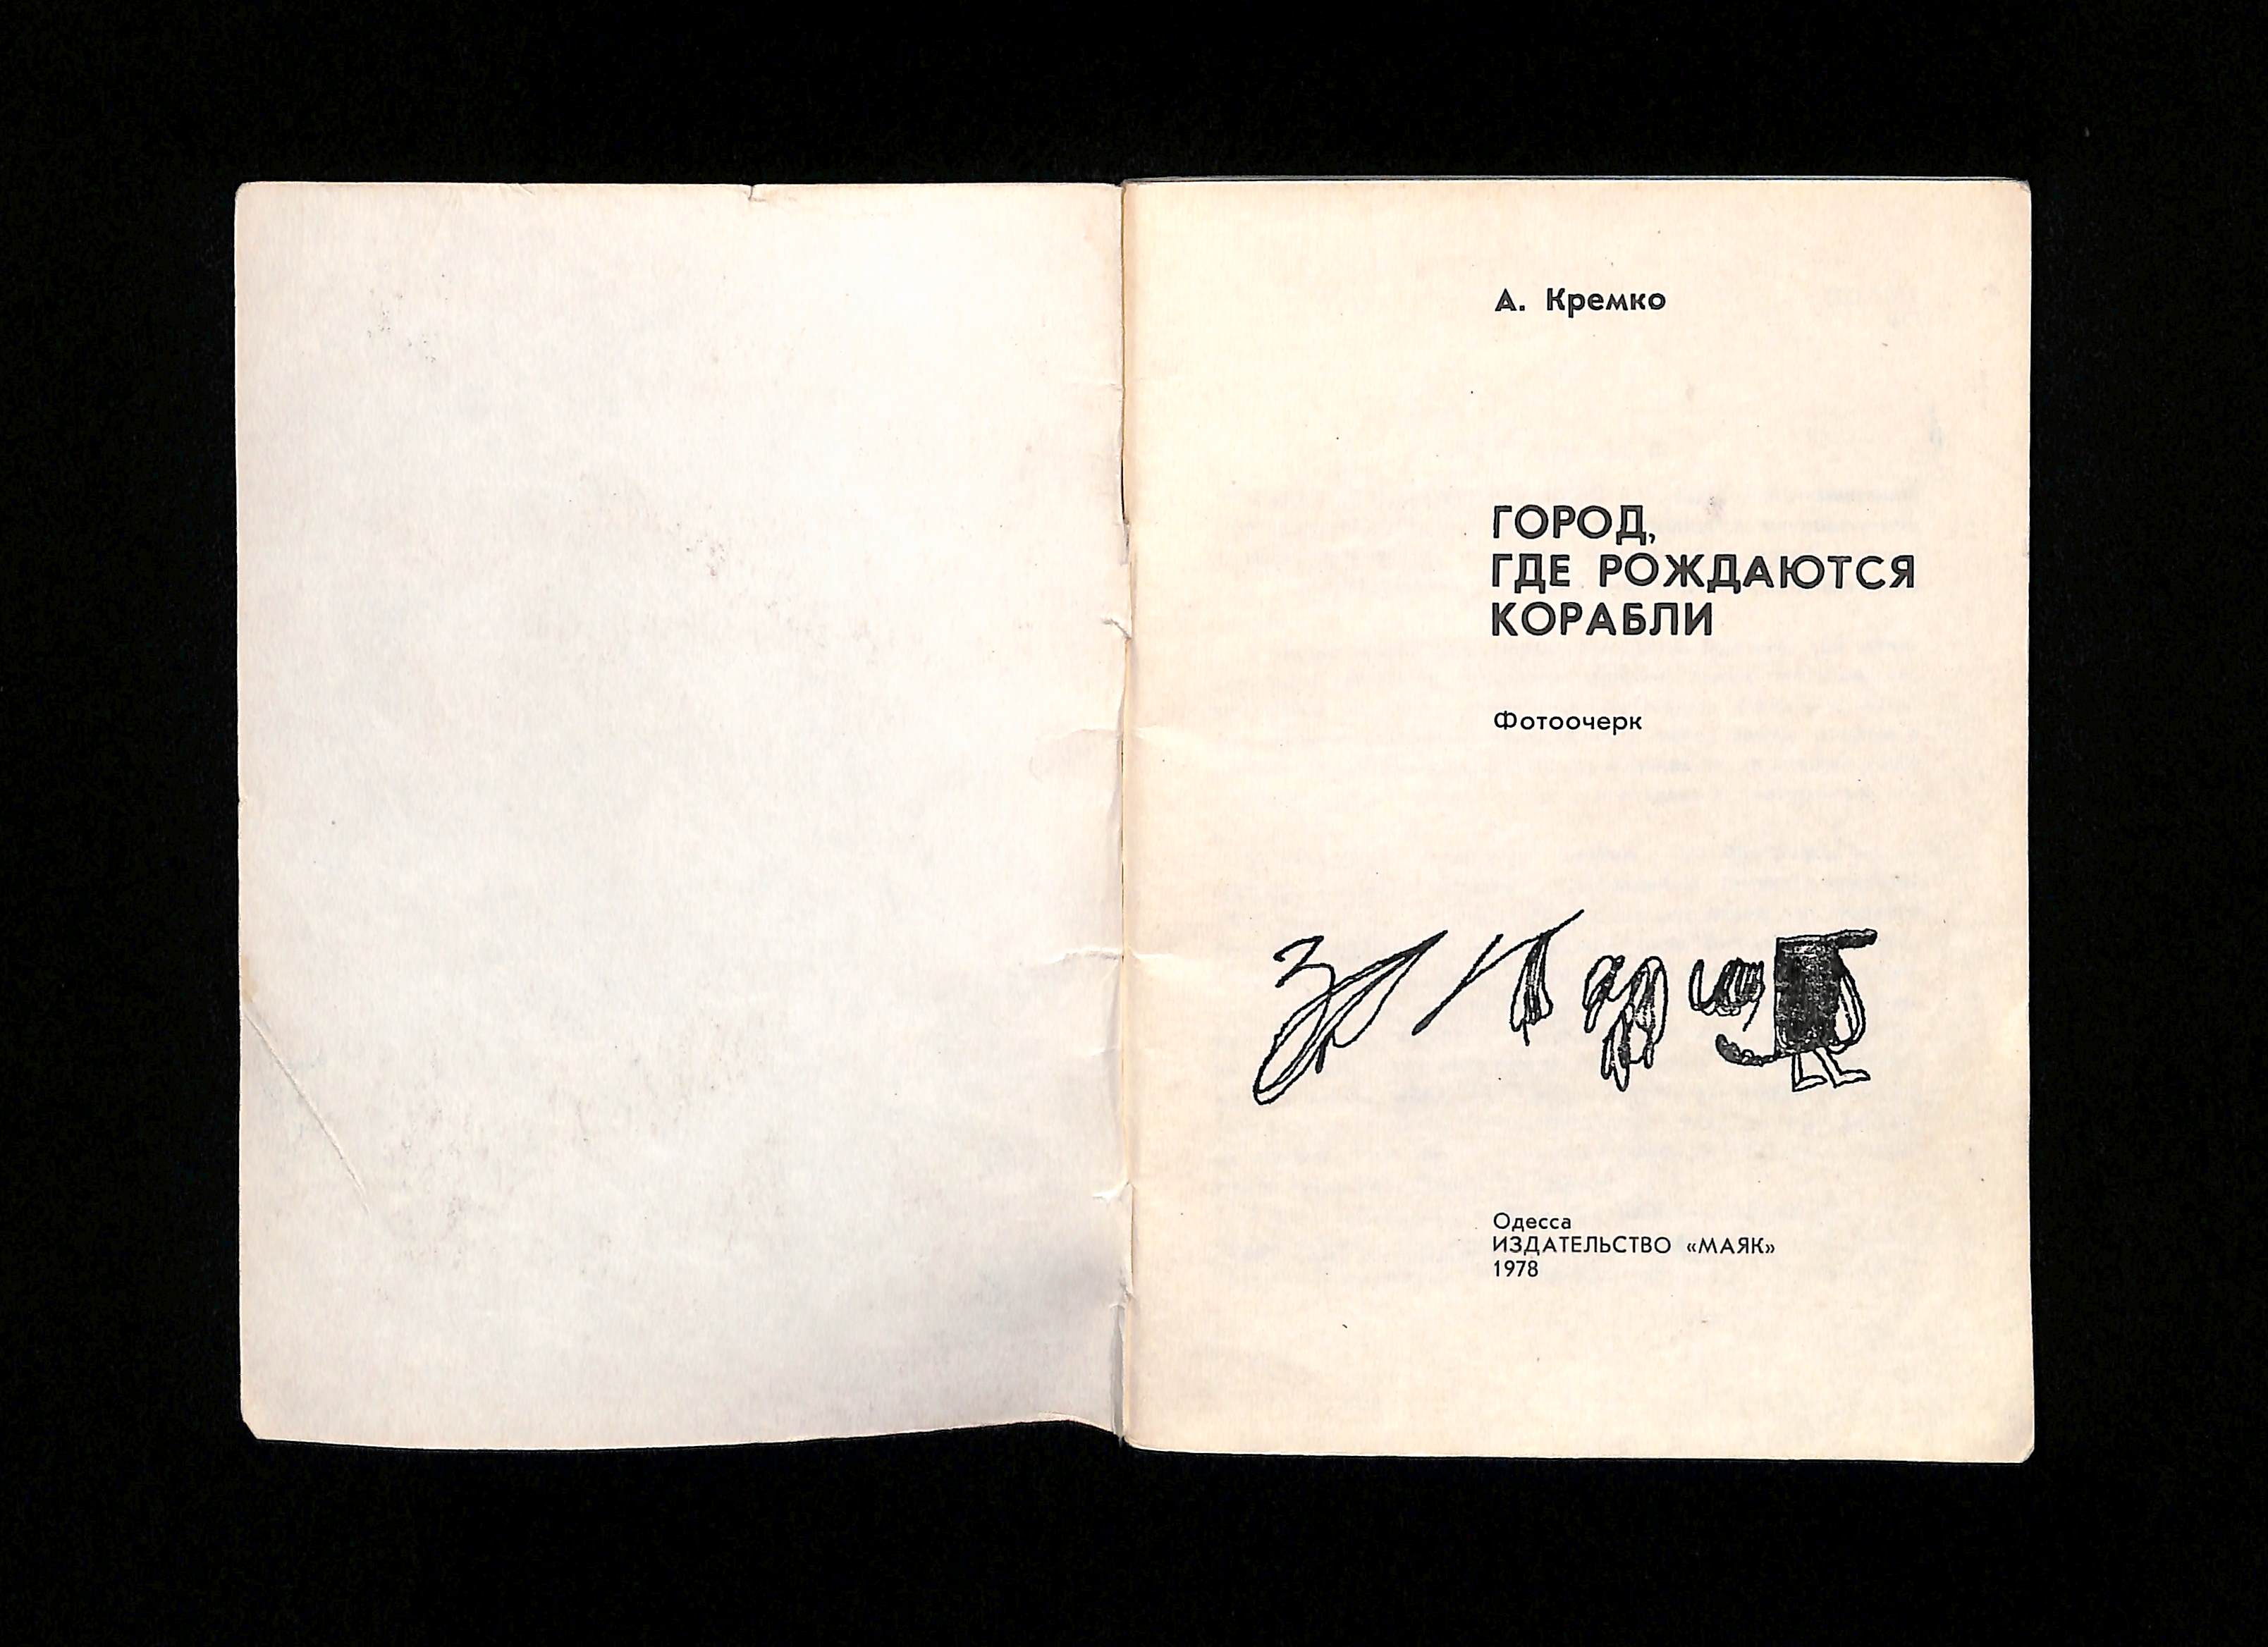 А. Кремко
ГОРОД,
ГДЕ РОЖДАЮТСЯ
КОРАБЛИ
Фотоочерк
Одесса
ИЗДАТЕЛЬСТВО «МАЯК»
1978